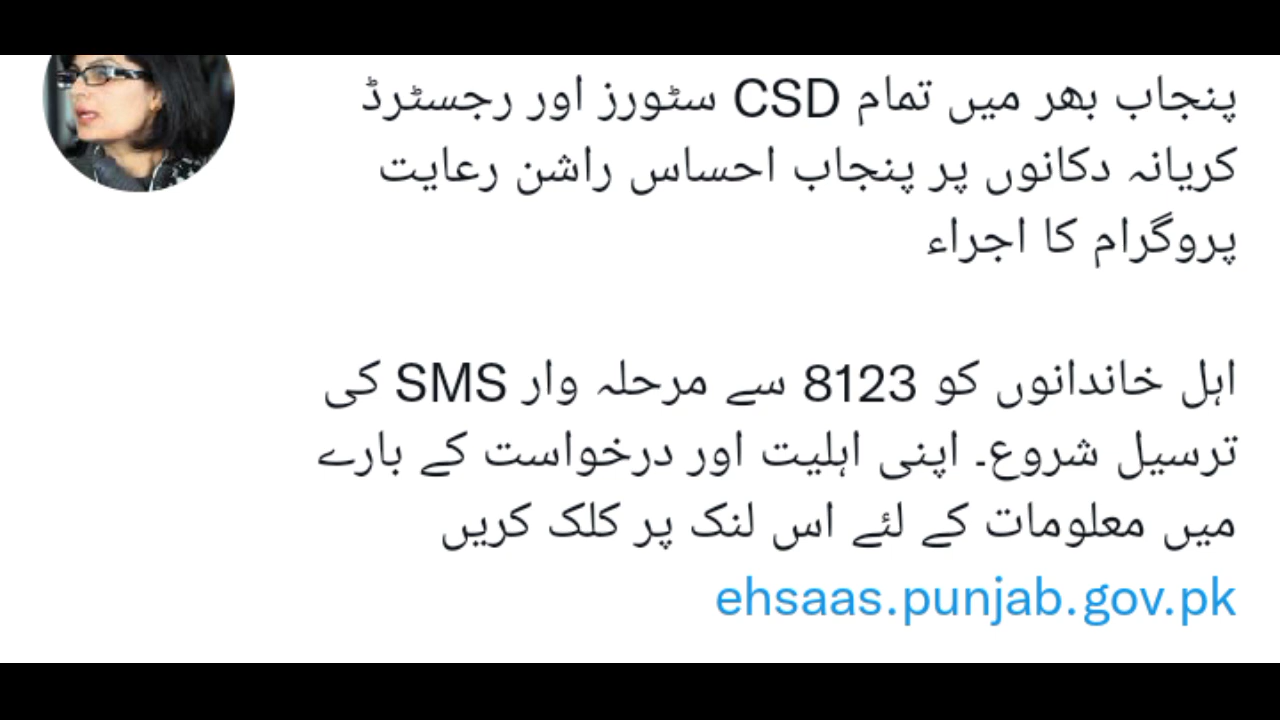 پنجاب بھر میں تمام CSD سٹورز اور رجسٹرڈ
کریانہ دکانوں پر پنجاب احساس راشن رعایت
پروگرام کا اجراء
اہل خاندانوں کو 8123 سے مرحلہ وار SMS کی
ترسیل شروع۔ اپنی اہلیت اور درخواست کے بارے
میں معلومات کے لئے اس لنک پر کلک کریں
ehsaas.punjab.gov.pk